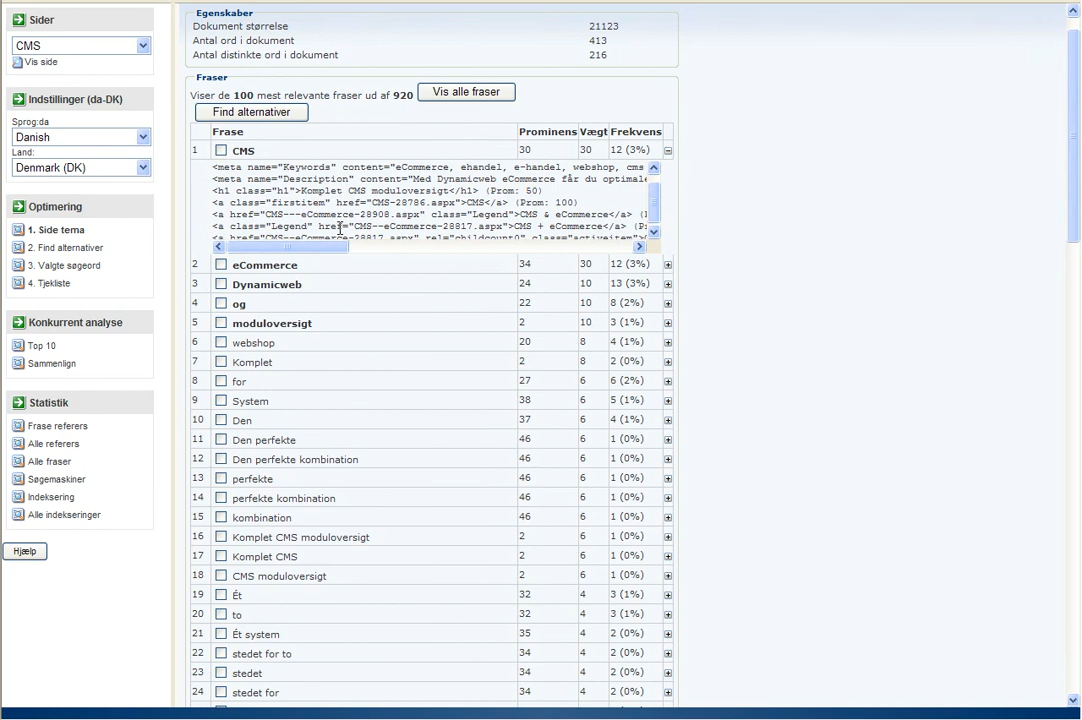 Sider
CMS
Vis side
Indstillinger (da-DK)
Sprog:da
Danish
Land:
Denmark (DK)
Optimering
1. Side tema
2. Find alternativer
3. Valgte søgeord
4. Tjekliste
Konkurrent analyse
Top 10
Sammenlign
Statistik
Frase referers
Alle referers
Alle fraser
Søgemaskiner
Indeksering
Alle indekseringer
Hjælp
Egenskaber
Dokument størrelse 21123
Antal ord i dokument 413
Antal distinkte ord i dokument 216
Fraser
Viser de 100 mest relevante fraser ud af 920 Vis alle fraser
Find alternativer
Frase Prominens Vægt Frekvens
1 CMS 30 30 12 (3%)
<meta name="Keywords" content="eCommerce, ehandel, e-handel, webshop, cms
<meta name="Description" content="Med Dynamicweb eCommerce får du optimale
<h1 class="h1">Komplet CMS moduloversigt</h1> (Prom: 50)
<a class="firstitem" href="CMS-28786.aspx">CMS</a> (Prom: 100)
<a href="CMS---eCommerce-28908.aspx" class="Legend">CMS & eCommerce</a> (
<a class="Legend" href="CMS--eCommerce-28817.aspx">CMS + eCommerce</a> (P
<a href="CMS--eCommerce-28817.aspx" rel="childcount0" class="activeitem">
2 eCommerce 34 30 12 (3%)
3 Dynamicweb 24 10 13 (3%)
4 og 22 10 8 (2%)
5 moduloversigt 2 10 3 (1%)
6 webshop 20 8 4 (1%)
7 Komplet 2 8 2 (0%)
8 for 27 6 6 (2%)
9 System 38 6 5 (1%)
10 Den 37 6 4 (1%)
11 Den perfekte 46 6 1 (0%)
12 Den perfekte kombination 46 6 1 (0%)
13 perfekte 46 6 1 (0%)
14 perfekte kombination 46 6 1 (0%)
15 kombination 46 6 1 (0%)
16 Komplet CMS moduloversigt 2 6 1 (0%)
17 Komplet CMS 2 6 1 (0%)
18 CMS moduloversigt 2 6 1 (0%)
19 Ét 32 4 3 (1%)
20 to 32 4 3 (1%)
21 Ét system 35 4 2 (0%)
22 stedet for to 34 4 2 (0%)
23 stedet 34 4 2 (0%)
24 stedet for 34 4 2 (0%)